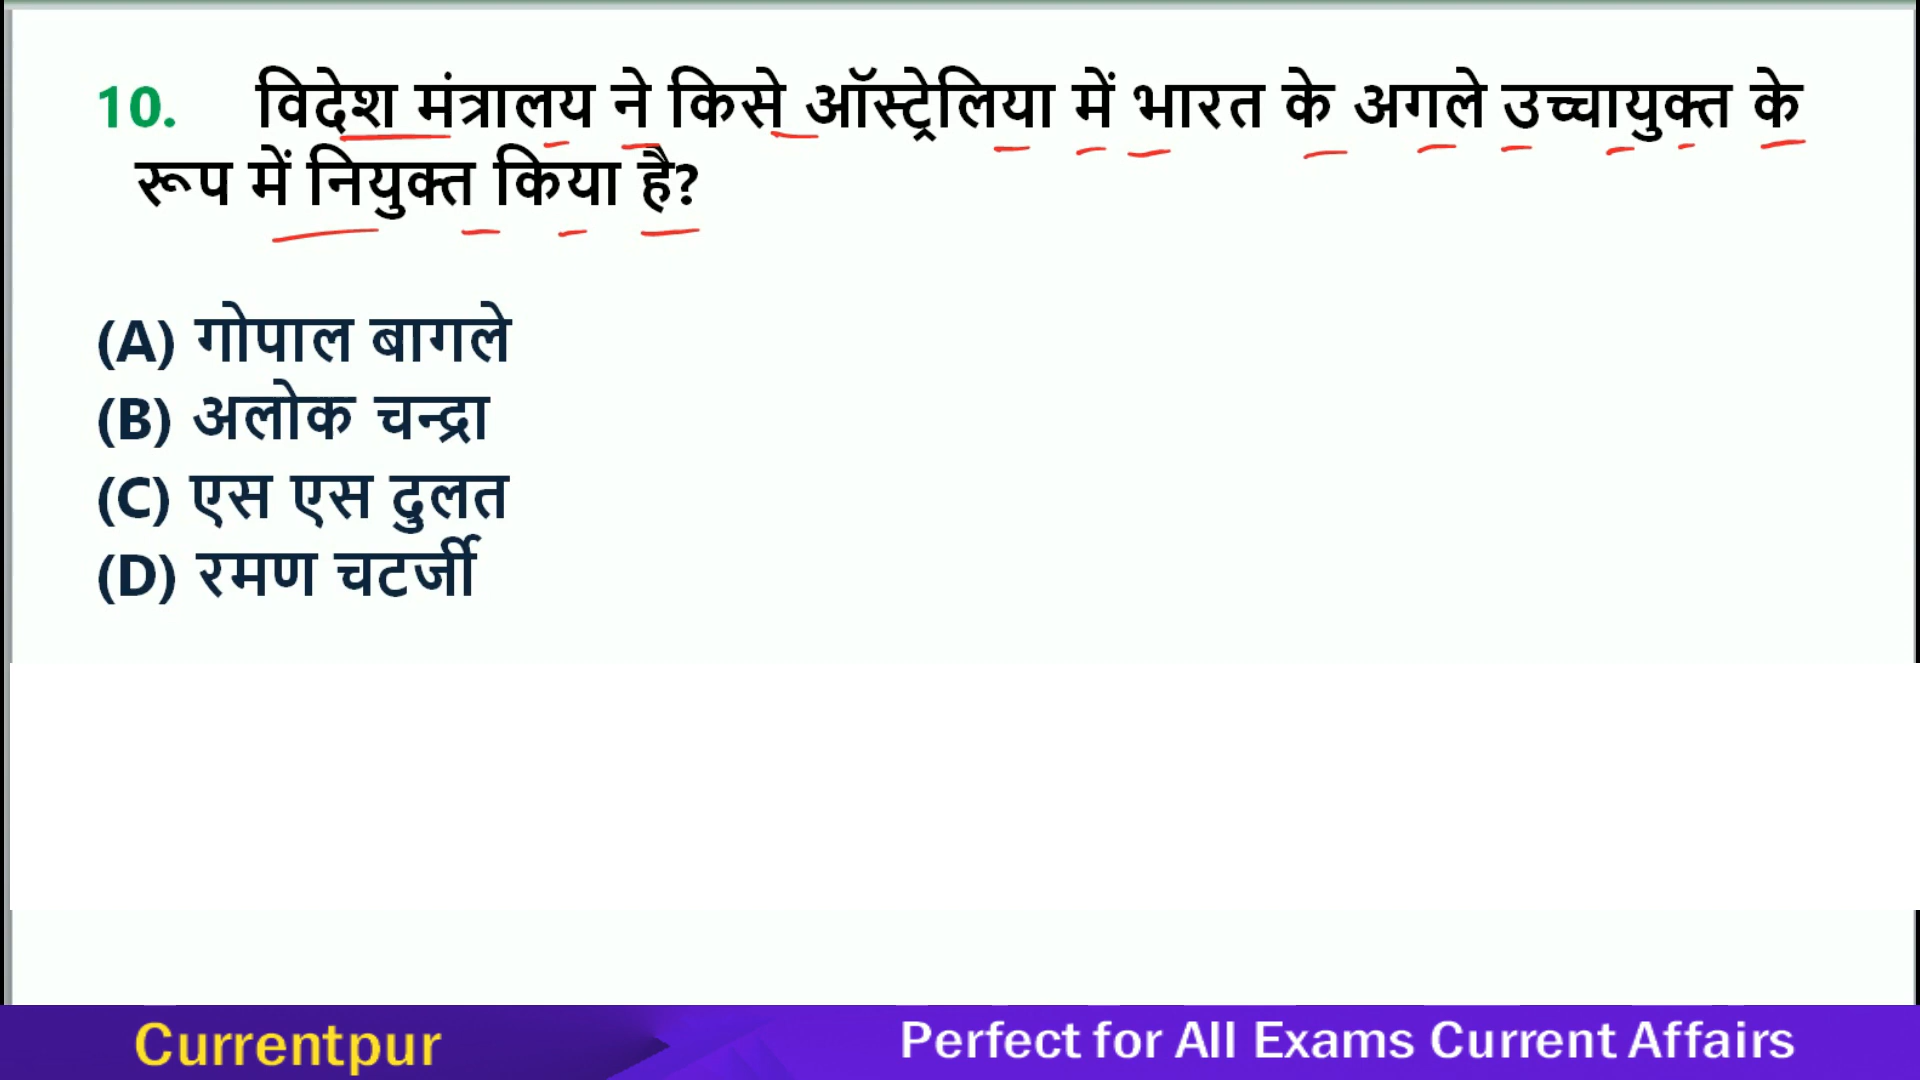 10. विदेश मंत्रालय ने किसे ऑस्ट्रेलिया में भारत के अगले उच्चायुक्त के
रूप में नियुक्त किया है?
(A) गोपाल बागले
(B) अलोक चन्द्रा
(C) एस एस दुलत
(D) रमण चटर्जी
Currentpur
Perfect for All Exams Current Affairs